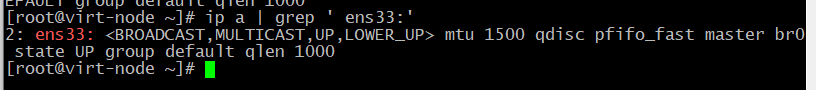 EFAULT group default qlen 1000
[root@virt-node ~]# ip a | grep ' ens33:'
2: ens33: <BROADCAST,MULTICAST,UP,LOWER_UP> mtu 1500 qdisc pfifo_fast master br0
state UP group default qlen 1000
[root@virt-node ~]#